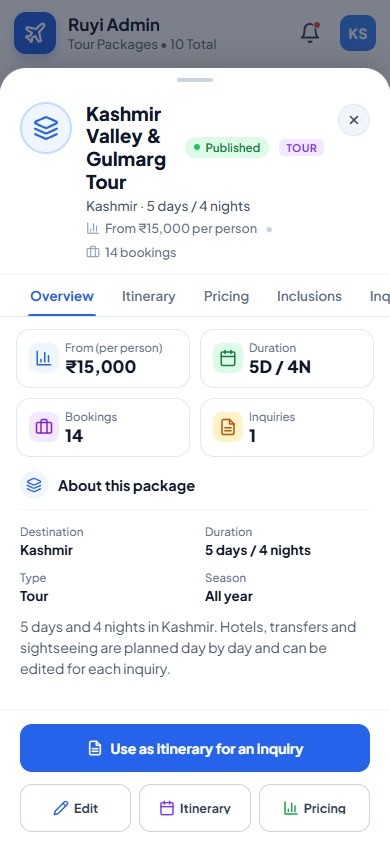 Ruyi Admin
Tour Packages • 10 Total
KS
Kashmir
Valley &
Gulmarg
Tour
Published
TOUR
Kashmir · 5 days / 4 nights
From ₹15,000 per person
14 bookings
Overview
Itinerary
Pricing
Inclusions
Inq
From (per person)
₹15,000
Duration
5D / 4N
Bookings
14
Inquiries
1
About this package
Destination
Kashmir
Duration
5 days / 4 nights
Type
Tour
Season
All year
5 days and 4 nights in Kashmir. Hotels, transfers and
sightseeing are planned day by day and can be
edited for each inquiry.
Use as itinerary for an inquiry
Edit
Itinerary
Pricing